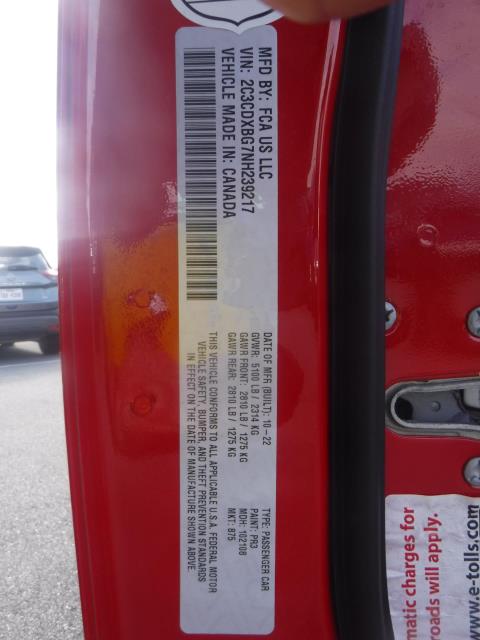 MFD BY: FCA US LLC
VIN: 2C3CDXBG7NH239217
VEHICLE MADE IN: CANADA
DATE OF MFR (BUILT): 10-22
GVWR: 5100 LB / 2314 KG
GAWR FRONT: 2810 LB / 1275 KG
GAWR REAR: 2810 LB / 1275 KG
THIS VEHICLE CONFORMS TO ALL APPLICABLE U.S.A. FEDERAL MOTOR
VEHICLE SAFETY, BUMPER, AND THEFT PREVENTION STANDARDS
IN EFFECT ON THE DATE OF MANUFACTURE SHOWN ABOVE.
TYPE: PASSENGER CAR
PAINT: PR3
MDH: 102108
MKT: 875
matic charges for
roads will apply.
e-tolls.com